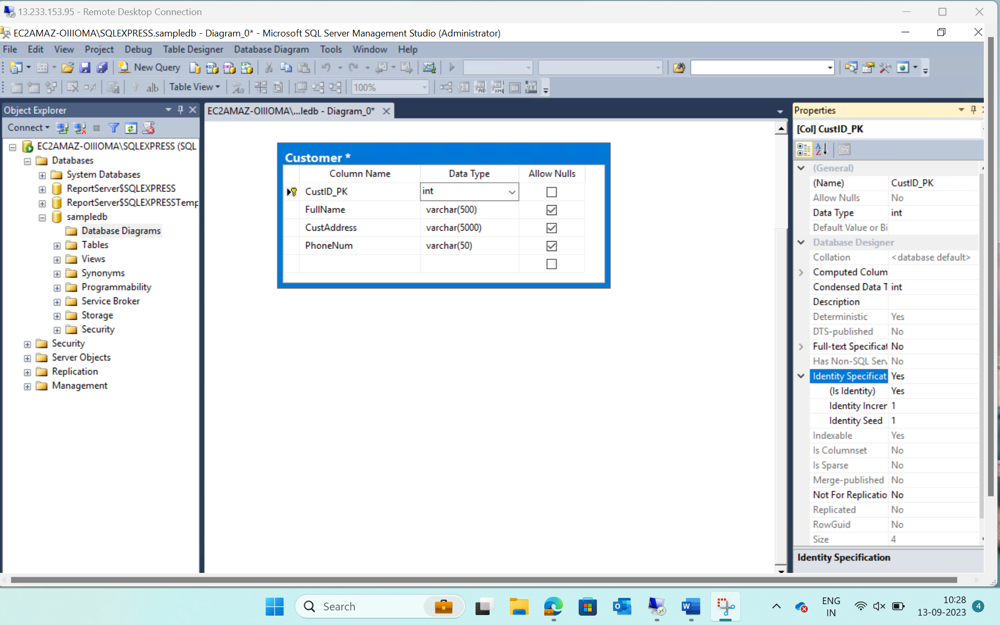 13.233.153.95 - Remote Desktop Connection
EC2AMAZ-OIIIOMA\SQLEXPRESS.sampledb - Diagram_0* - Microsoft SQL Server Management Studio (Administrator)
File Edit View Project Debug Table Designer Database Diagram Tools Window Help
New Query
Table View 100%
Object Explorer
Connect
EC2AMAZ-OIIIOMA\SQLEXPRESS (SQL
Databases
System Databases
ReportServer$SQLEXPRESS
ReportServer$SQLEXPRESSTemp
sampledb
Database Diagrams
Tables
Views
Synonyms
Programmability
Service Broker
Storage
Security
Security
Server Objects
Replication
Management
EC2AMAZ-OIIIOMA\...ledb - Diagram_0*
Customer *
Column Name Data Type Allow Nulls
CustID_PK int
FullName varchar(500)
CustAddress varchar(5000)
PhoneNum varchar(50)
Properties
[Col] CustID_PK
(General)
(Name) CustID_PK
Allow Nulls No
Data Type int
Default Value or Bi
Database Designer
Collation <database default>
Computed Colum
Condensed Data T int
Description
Deterministic Yes
DTS-published No
Full-text Specificat No
Has Non-SQL Serv No
Identity Specificat Yes
(Is Identity) Yes
Identity Increr 1
Identity Seed 1
Indexable Yes
Is Columnset No
Is Sparse No
Merge-published No
Not For Replicatio No
Replicated No
RowGuid No
Size 4
Identity Specification
Search
ENG
IN
10:28
13-09-2023
4